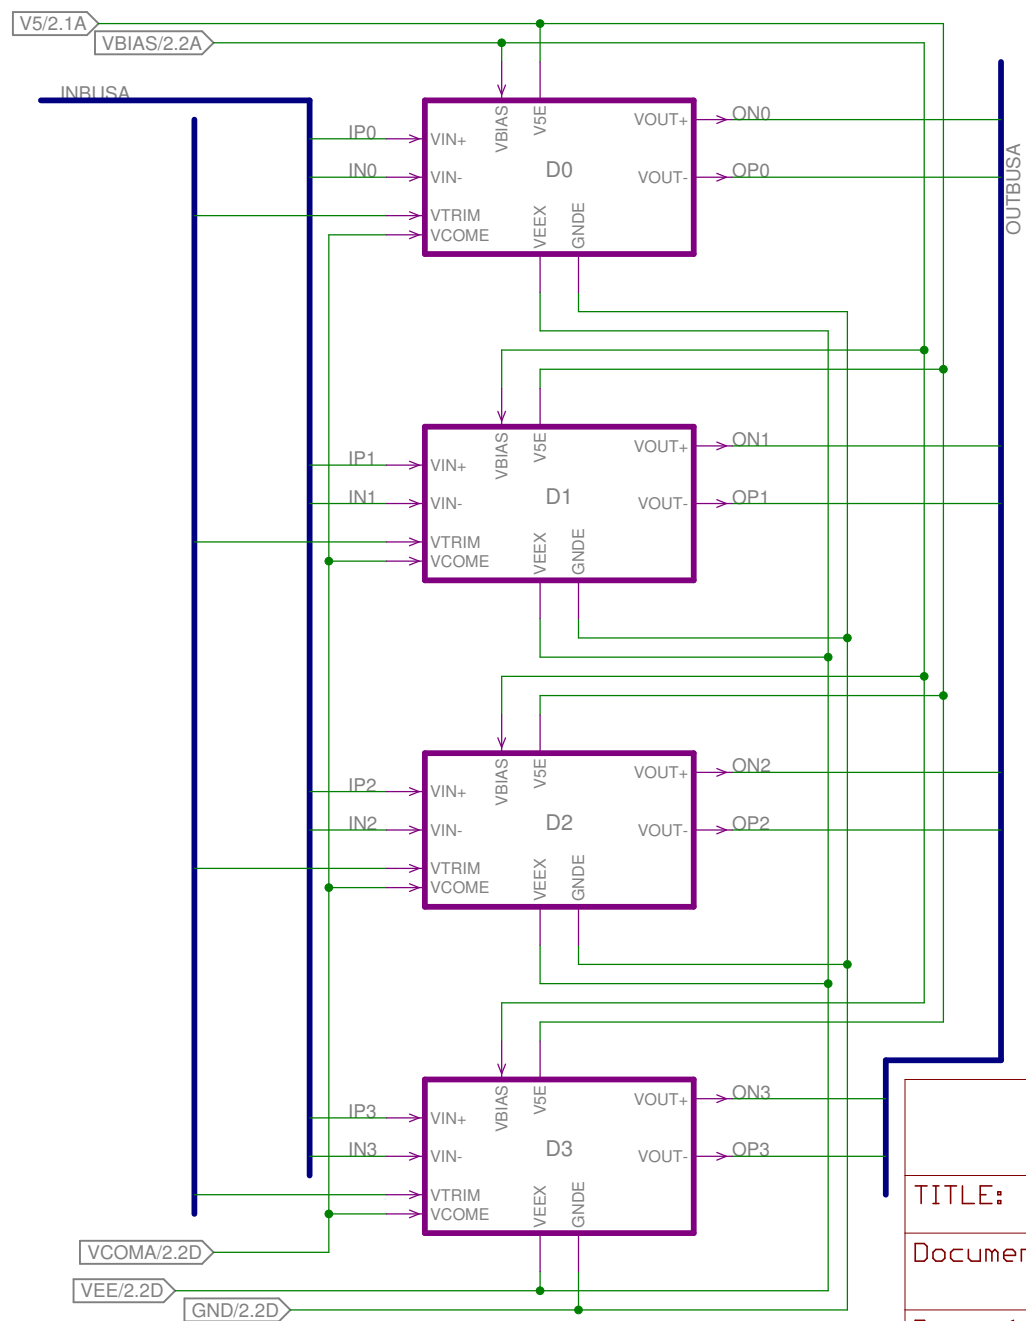 V5/2.1A
VBIAS/2.2A
INBUSA
OUTBUSA
IP0
IN0
VIN+
VIN-
VTRIM
VCOME
VBIAS
V5E
D0
VEEX
GNDE
VOUT+
VOUT-
ON0
OP0
IP1
IN1
VIN+
VIN-
VTRIM
VCOME
VBIAS
V5E
D1
VEEX
GNDE
VOUT+
VOUT-
ON1
OP1
IP2
IN2
VIN+
VIN-
VTRIM
VCOME
VBIAS
V5E
D2
VEEX
GNDE
VOUT+
VOUT-
ON2
OP2
IP3
IN3
VIN+
VIN-
VTRIM
VCOME
VBIAS
V5E
D3
VEEX
GNDE
VOUT+
VOUT-
ON3
OP3
VCOMA/2.2D
VEE/2.2D
GND/2.2D
TITLE:
Documen